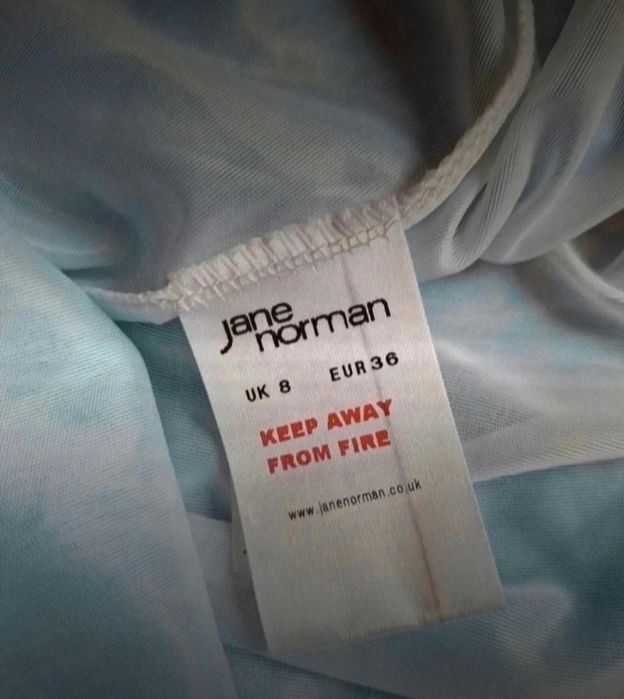 jane
norman
UK 8 EUR 36
KEEP AWAY
FROM FIRE
www.janenorman.co.uk